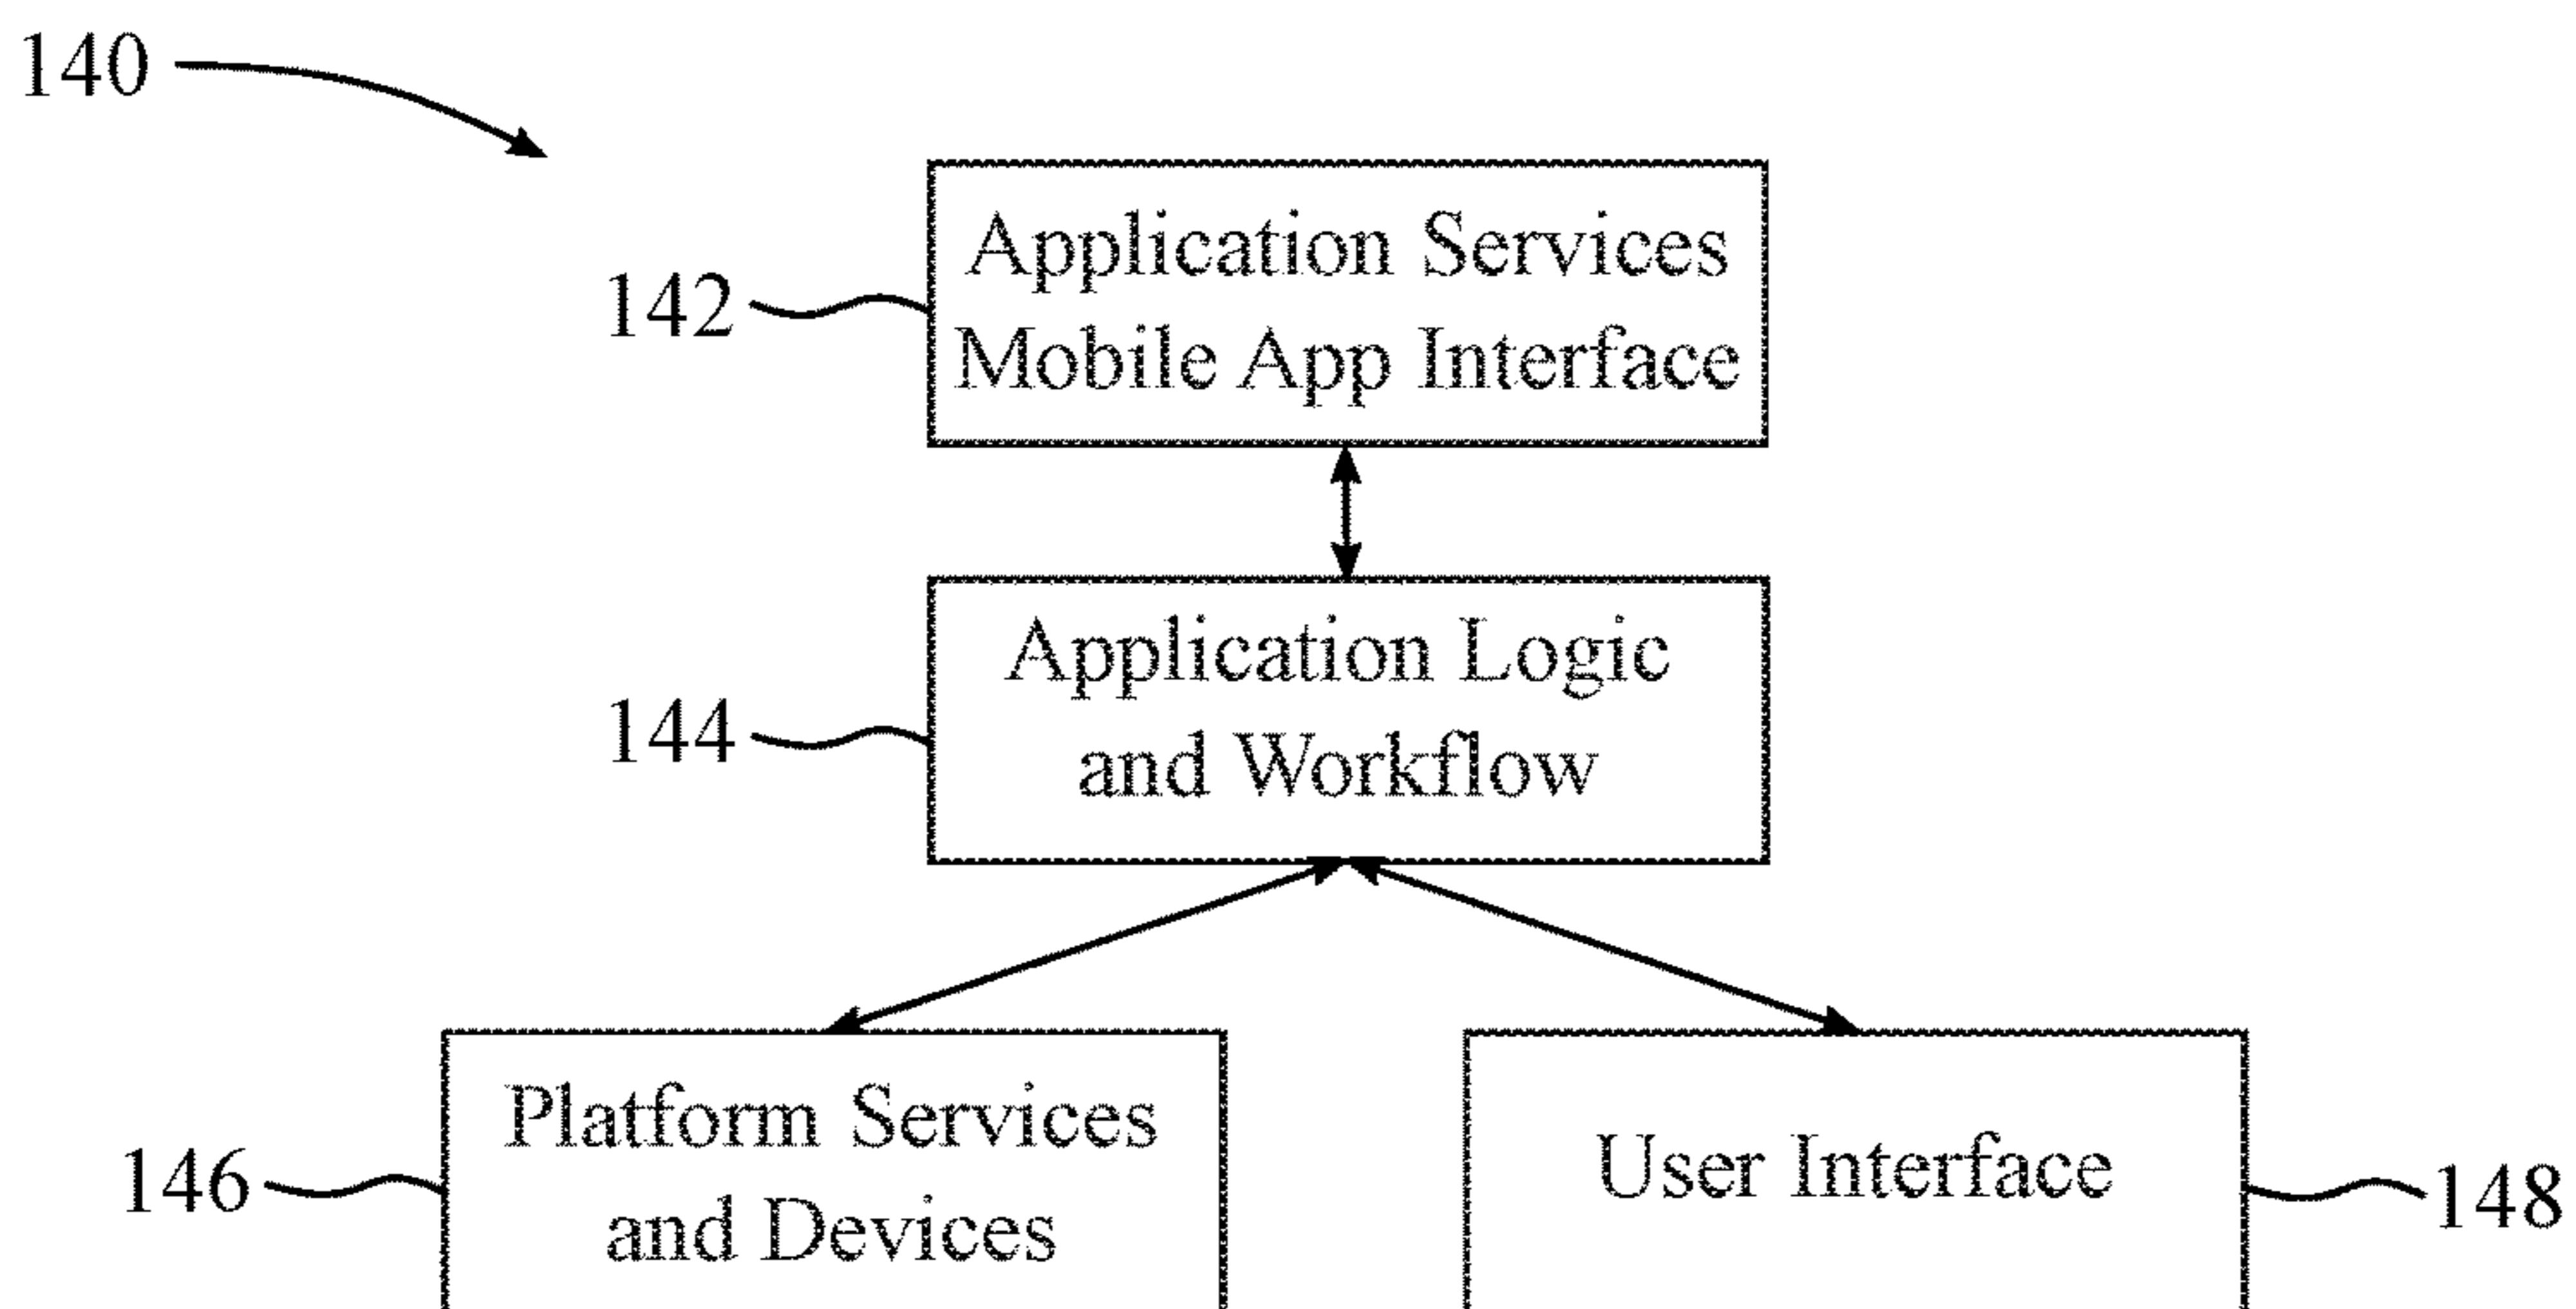 140
142
Application Services
Mobile App Interface
144
Application Logic
and Workflow
146
Platform Services
and Devices
User Interface
148